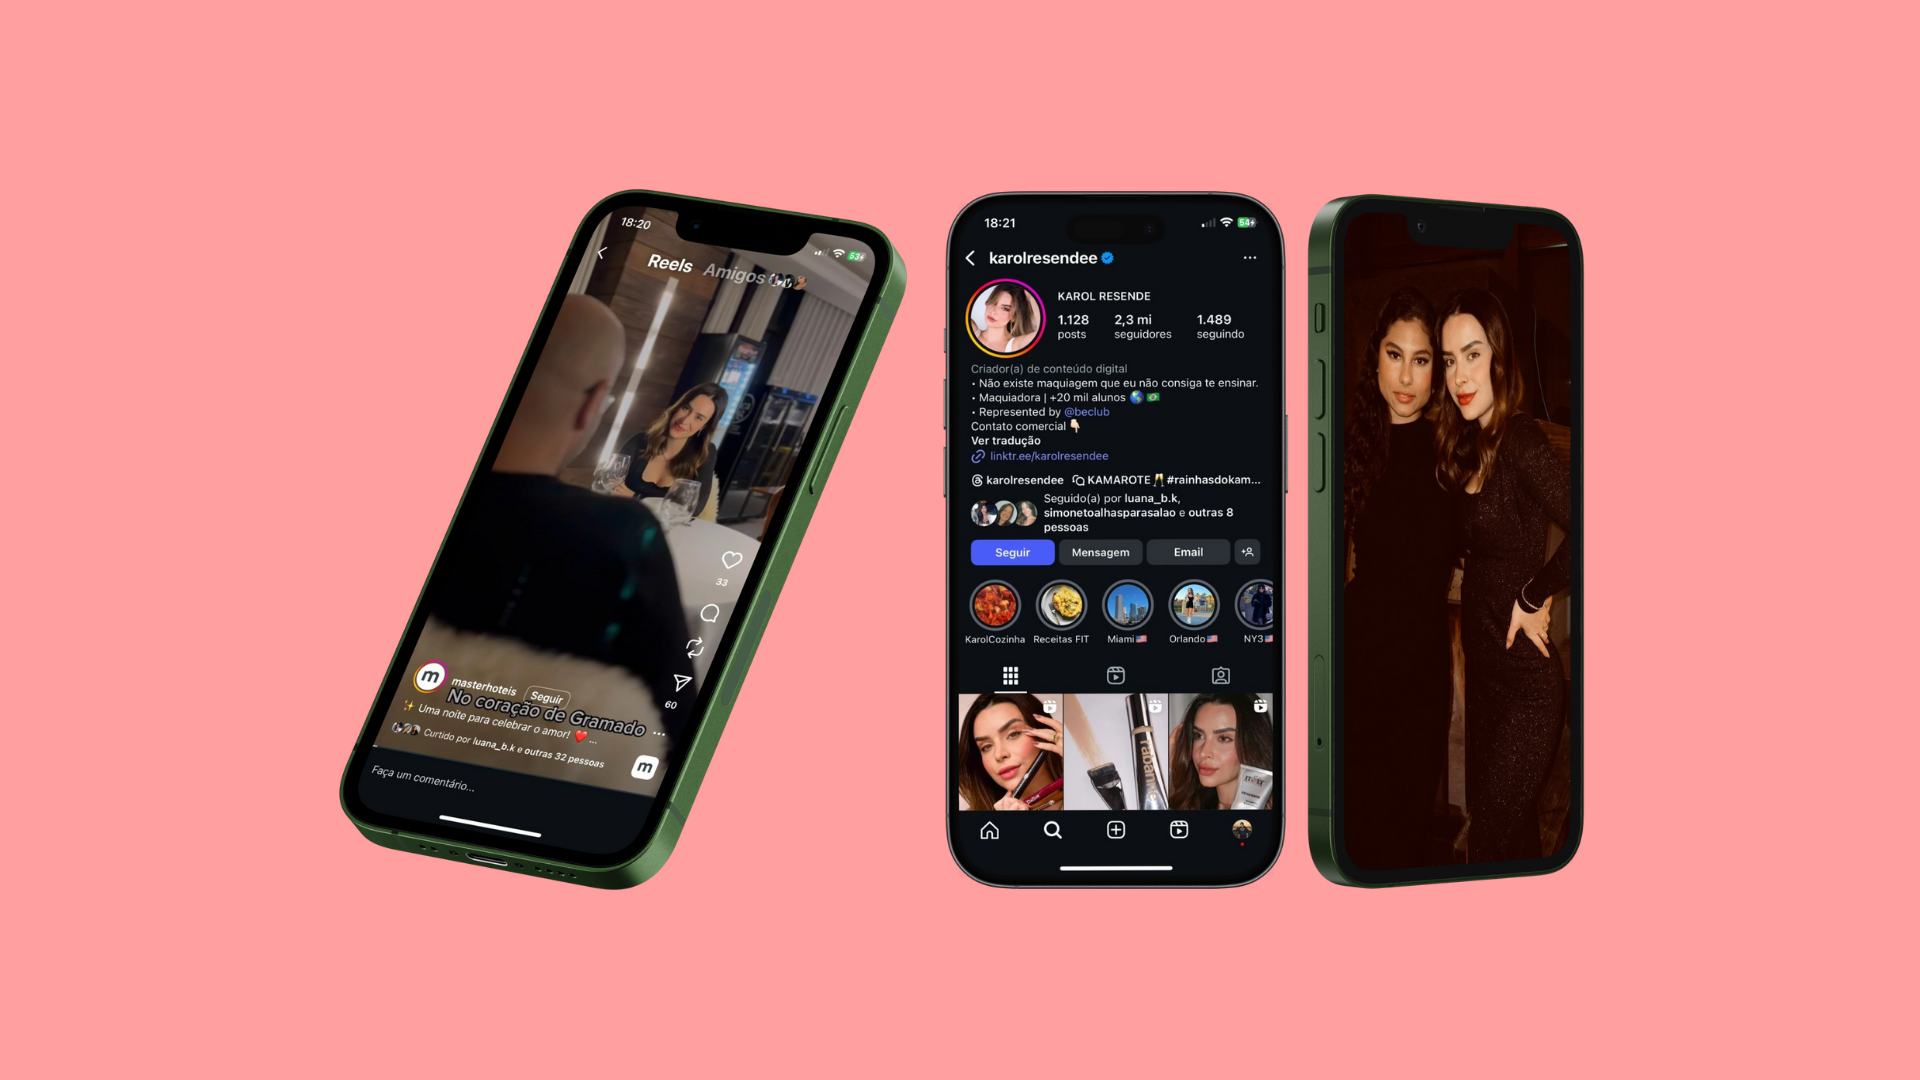 18:20
53
Reels Amigos
33
60
m
masterhoteis Seguir
No coração de Gramado
✨ Uma noite para celebrar o amor! ❤️ ...
Curtido por luana_b.k e outras 32 pessoas
m
Faça um comentário...
18:21
54
karolresendee
KAROL RESENDE
1.128 2,3 mi 1.489
posts seguidores seguindo
Criador(a) de conteúdo digital
• Não existe maquiagem que eu não consiga te ensinar.
• Maquiadora | +20 mil alunos 🌎 🇧🇷
• Represented by @beclub
Contato comercial 👇🏻
Ver tradução
linktr.ee/karolresendee
karolresendee KAMAROTE 🥂 #rainhasdokam...
Seguido(a) por luana_b.k,
simonetoalhasparasalao e outras 8
pessoas
Seguir Mensagem Email
KarolCozinha Receitas FIT Miami🇺🇸 Orlando🇺🇸 NY3🇺🇸